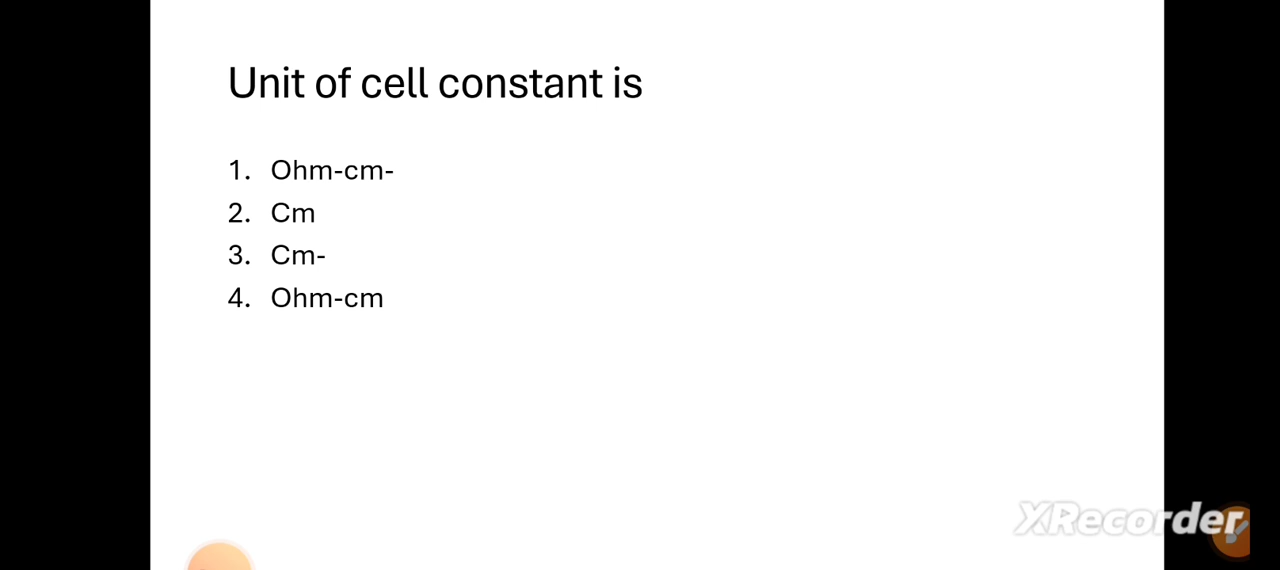 Unit of cell constant is
1. Ohm-cm-
2. Cm
3. Cm-
4. Ohm-cm
XRecorder